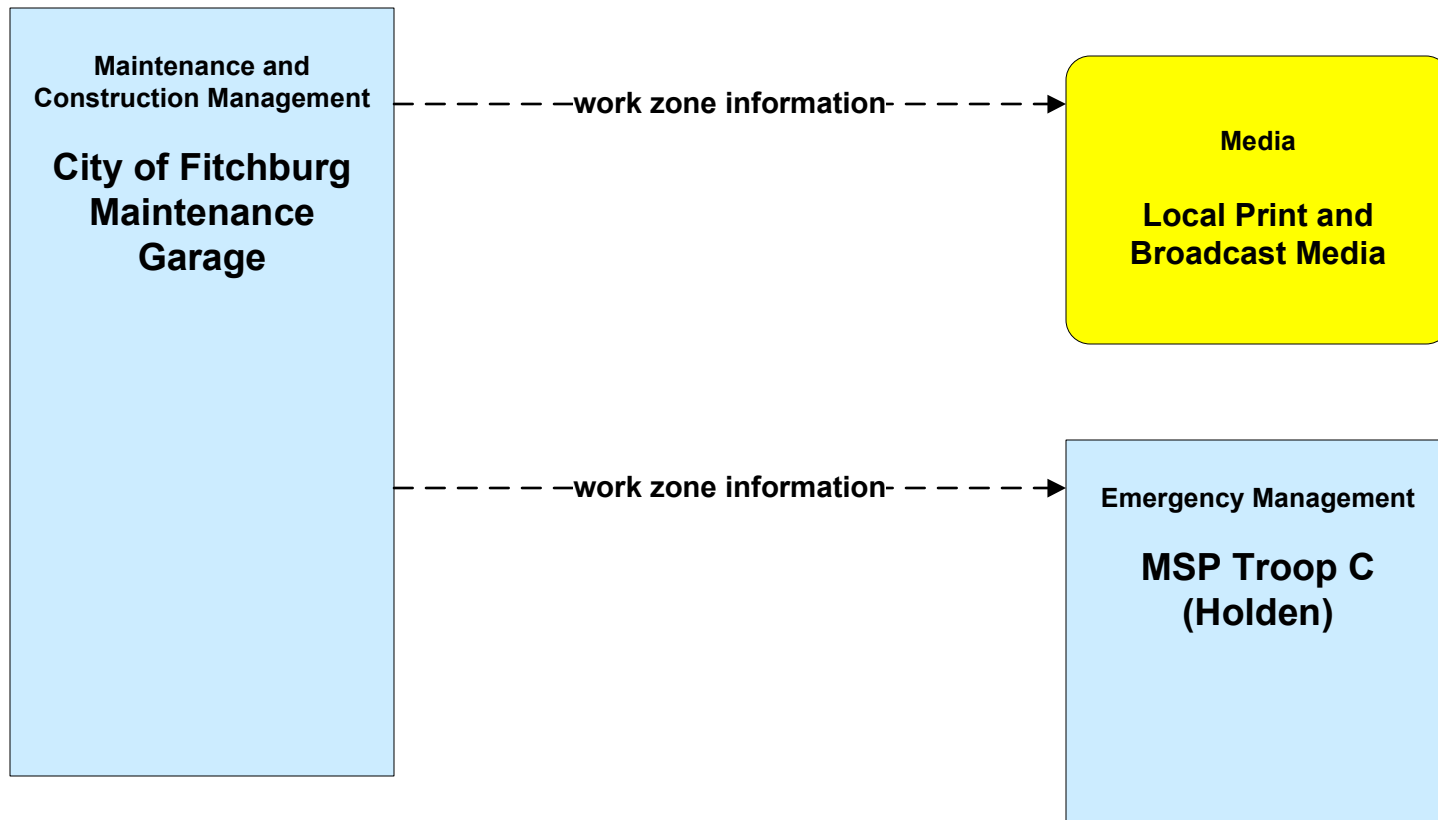 Maintenance and
Construction Management
City of Fitchburg
Maintenance
Garage
work zone information
Media
Local Print and
Broadcast Media
work zone information
Emergency Management
MSP Troop C
(Holden)